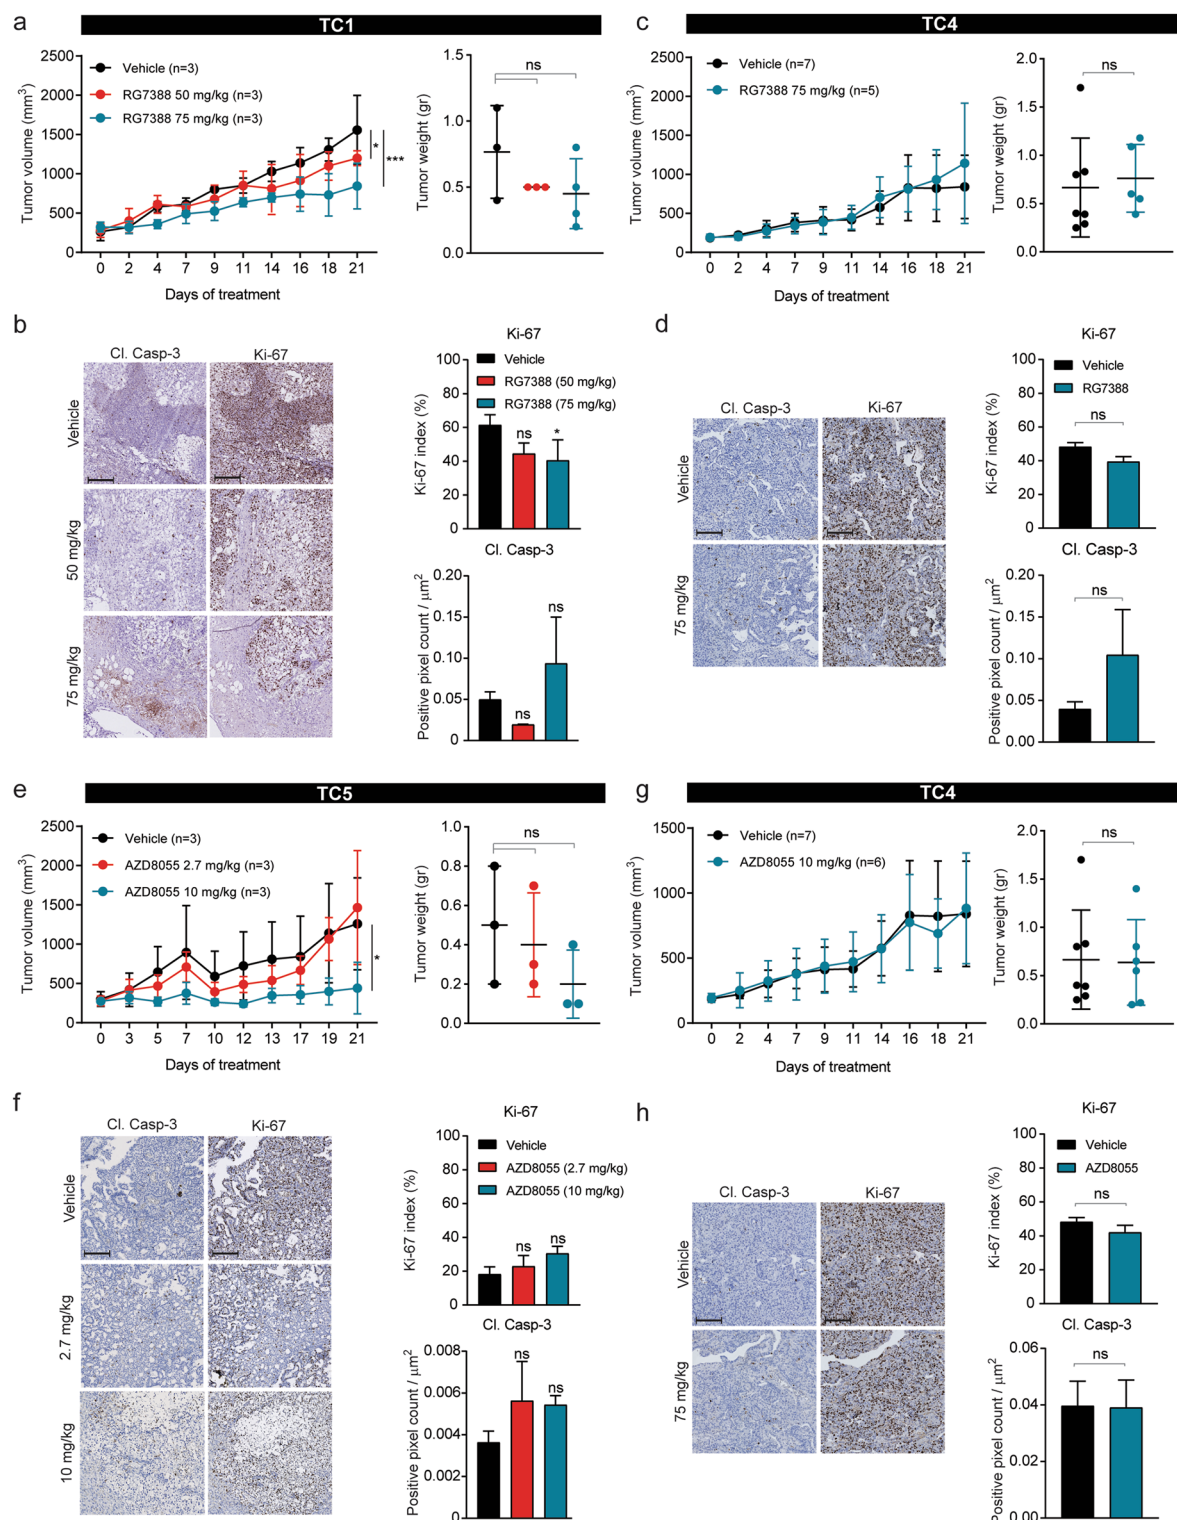 a
TC1
Tumor volume (mm3)
2500
2000
1500
1000
500
0
Vehicle (n=3)
RG7388 50 mg/kg (n=3)
RG7388 75 mg/kg (n=3)
*
***
0 2 4 7 9 11 14 16 18 21
Days of treatment
Tumor weight (gr)
1.5
1.0
0.5
0.0
ns
c
TC4
Tumor volume (mm3)
2500
2000
1500
1000
500
0
Vehicle (n=7)
RG7388 75 mg/kg (n=5)
0 2 4 7 9 11 14 16 18 21
Days of treatment
Tumor weight (gr)
2.0
1.5
1.0
0.5
0.0
ns
b
Cl. Casp-3 Ki-67
Vehicle
50 mg/kg
75 mg/kg
Ki-67
Ki-67 index (%)
100
80
60
40
20
0
Vehicle
RG7388 (50 mg/kg)
RG7388 (75 mg/kg)
ns
*
Cl. Casp-3
Positive pixel count / μm2
0.20
0.15
0.10
0.05
0
ns
ns
d
Cl. Casp-3 Ki-67
Vehicle
75 mg/kg
Ki-67
Ki-67 index (%)
100
80
60
40
20
0
Vehicle
RG7388
ns
Cl. Casp-3
Positive pixel count / μm2
0.20
0.15
0.10
0.05
0.00
ns
e
TC5
Tumor volume (mm3)
2500
2000
1500
1000
500
0
Vehicle (n=3)
AZD8055 2.7 mg/kg (n=3)
AZD8055 10 mg/kg (n=3)
*
0 3 5 7 10 12 13 17 19 21
Days of treatment
Tumor weight (gr)
1.0
0.8
0.6
0.4
0.2
0.0
ns
g
TC4
Tumor volume (mm3)
1500
1000
500
0
Vehicle (n=7)
AZD8055 10 mg/kg (n=6)
0 2 4 7 9 11 14 16 18 21
Days of treatment
Tumor weight (gr)
2.0
1.5
1.0
0.5
0.0
ns
f
Cl. Casp-3 Ki-67
Vehicle
2.7 mg/kg
10 mg/kg
Ki-67
Ki-67 index (%)
100
80
60
40
20
0
Vehicle
AZD8055 (2.7 mg/kg)
AZD8055 (10 mg/kg)
ns
ns
Cl. Casp-3
Positive pixel count / μm2
0.008
0.006
0.004
0.002
0.000
ns
ns
h
Cl. Casp-3 Ki-67
Vehicle
75 mg/kg
Ki-67
Ki-67 index (%)
100
80
60
40
20
0
Vehicle
AZD8055
ns
Cl. Casp-3
Positive pixel count / μm2
0.06
0.04
0.02
0.00
ns